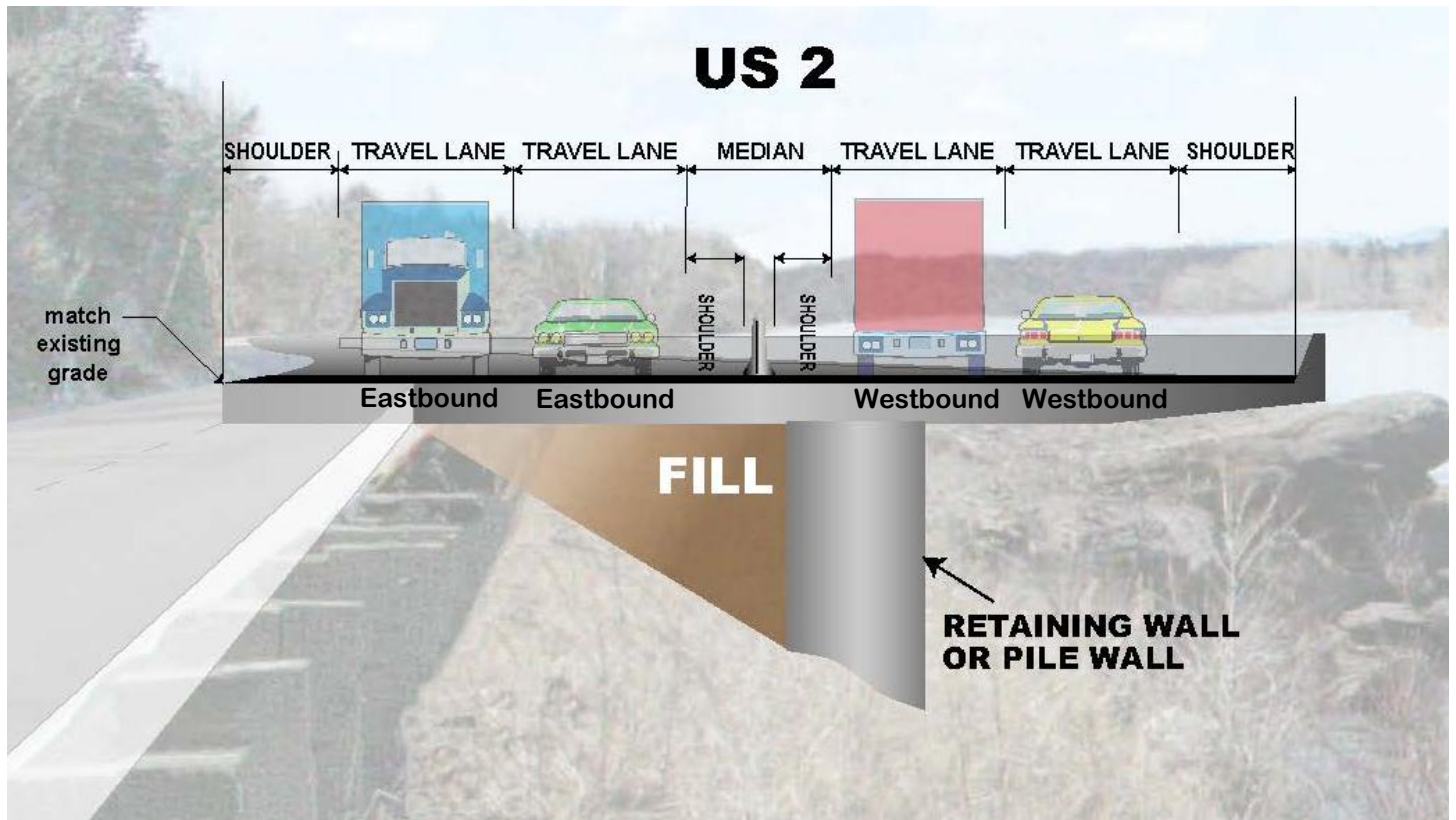 US 2
SHOULDER TRAVEL LANE TRAVEL LANE MEDIAN TRAVEL LANE TRAVEL LANE SHOULDER
SHOULDER SHOULDER
match
existing
grade
Eastbound Eastbound Westbound Westbound
FILL
RETAINING WALL
OR PILE WALL